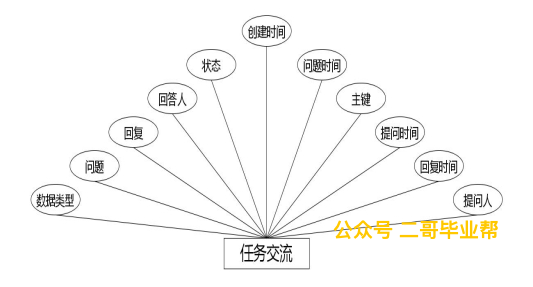 创建时间
状态
问题时间
回答人
主键
回复
提问时间
问题
回复时间
数据类型
提问人
公众号 二哥毕业帮
任务交流